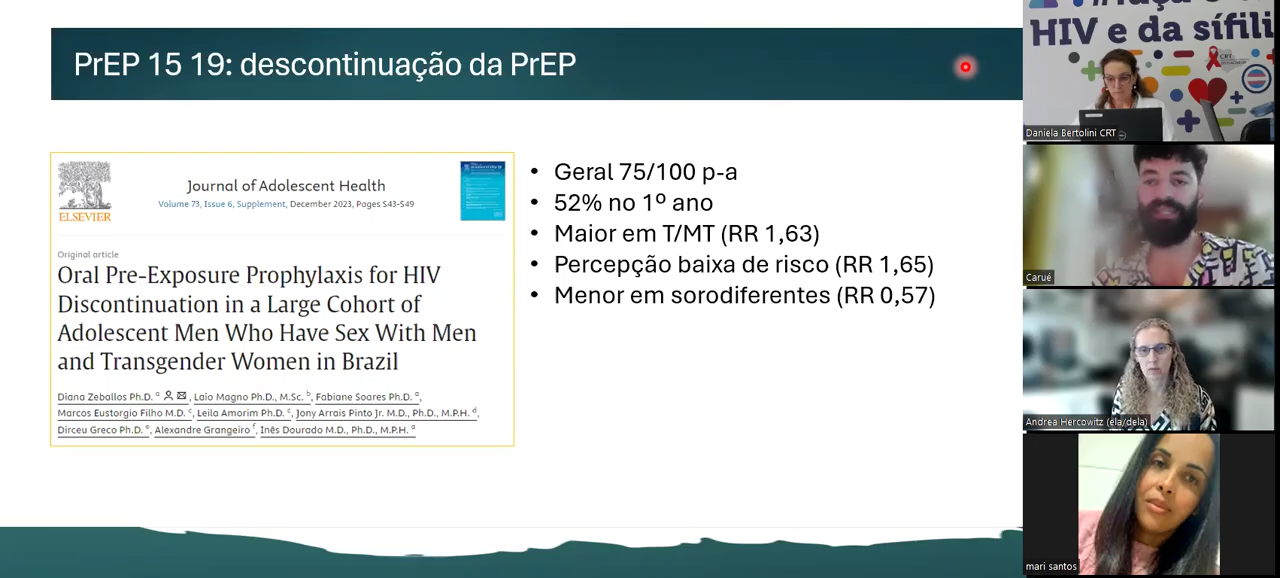 PrEP 15 19: descontinuação da PrEP
ELSEVIER
Journal of Adolescent Health
Volume 73, Issue 6, Supplement, December 2023, Pages S43-S49
Original article
Oral Pre-Exposure Prophylaxis for HIV
Discontinuation in a Large Cohort of
Adolescent Men Who Have Sex With Men
and Transgender Women in Brazil
Diana Zeballos Ph.D. a, Laio Magno Ph.D., M.Sc. b, Fabiane Soares Ph.D. a,
Marcos Eustorgio Filho M.D. c, Leila Amorim Ph.D. c, Jony Arrais Pinto Jr. M.D., Ph.D., M.P.H. d,
Dirceu Greco Ph.D. e, Alexandre Grangeiro f, Inês Dourado M.D., Ph.D., M.P.H. a
• Geral 75/100 p-a
• 52% no 1º ano
• Maior em T/MT (RR 1,63)
• Percepção baixa de risco (RR 1,65)
• Menor em sorodiferentes (RR 0,57)
HIV e da sífili
CRT
Daniela Bertolini CRT
Carué
Andrea Hercowitz (ela/dela)
mari santos